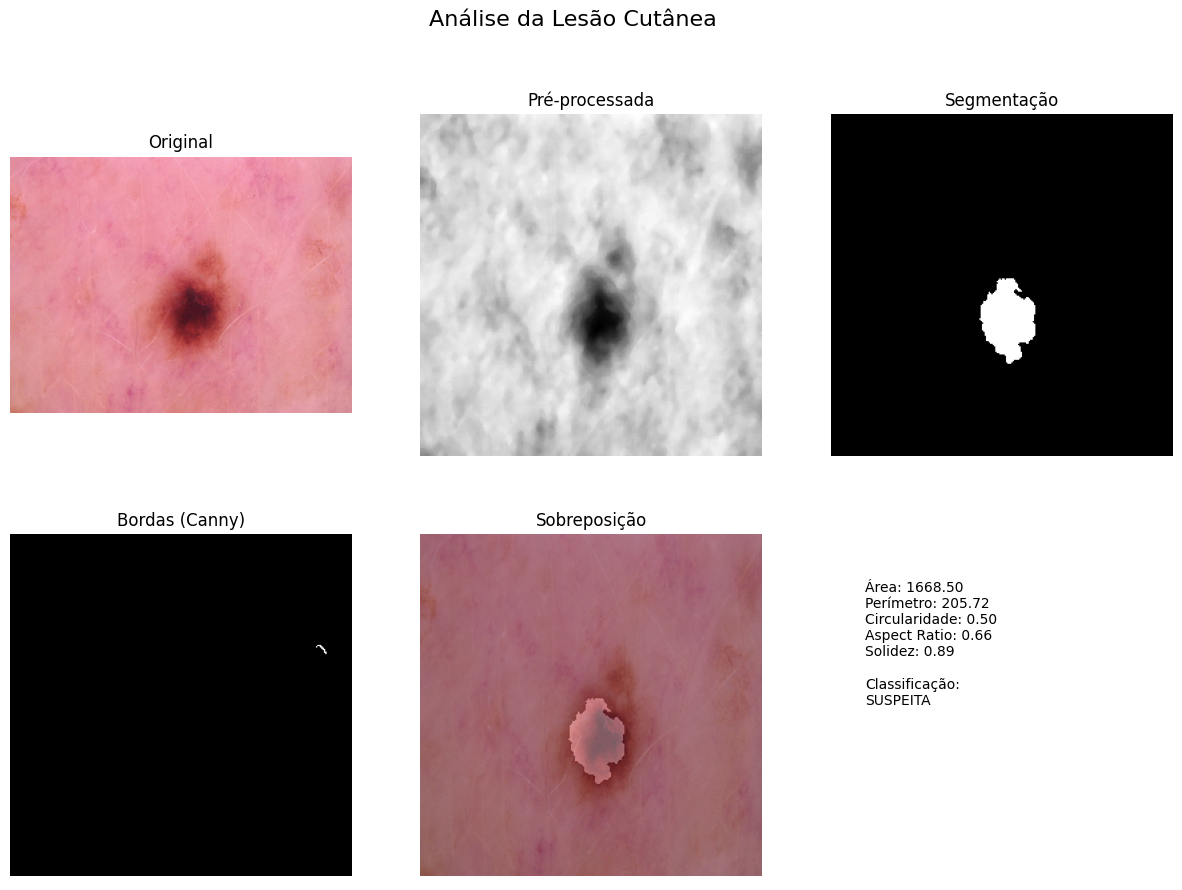 Análise da Lesão Cutânea
Original
Pré-processada
Segmentação
Bordas (Canny)
Sobreposição
Área: 1668.50
Perímetro: 205.72
Circularidade: 0.50
Aspect Ratio: 0.66
Solidez: 0.89
Classificação:
SUSPEITA